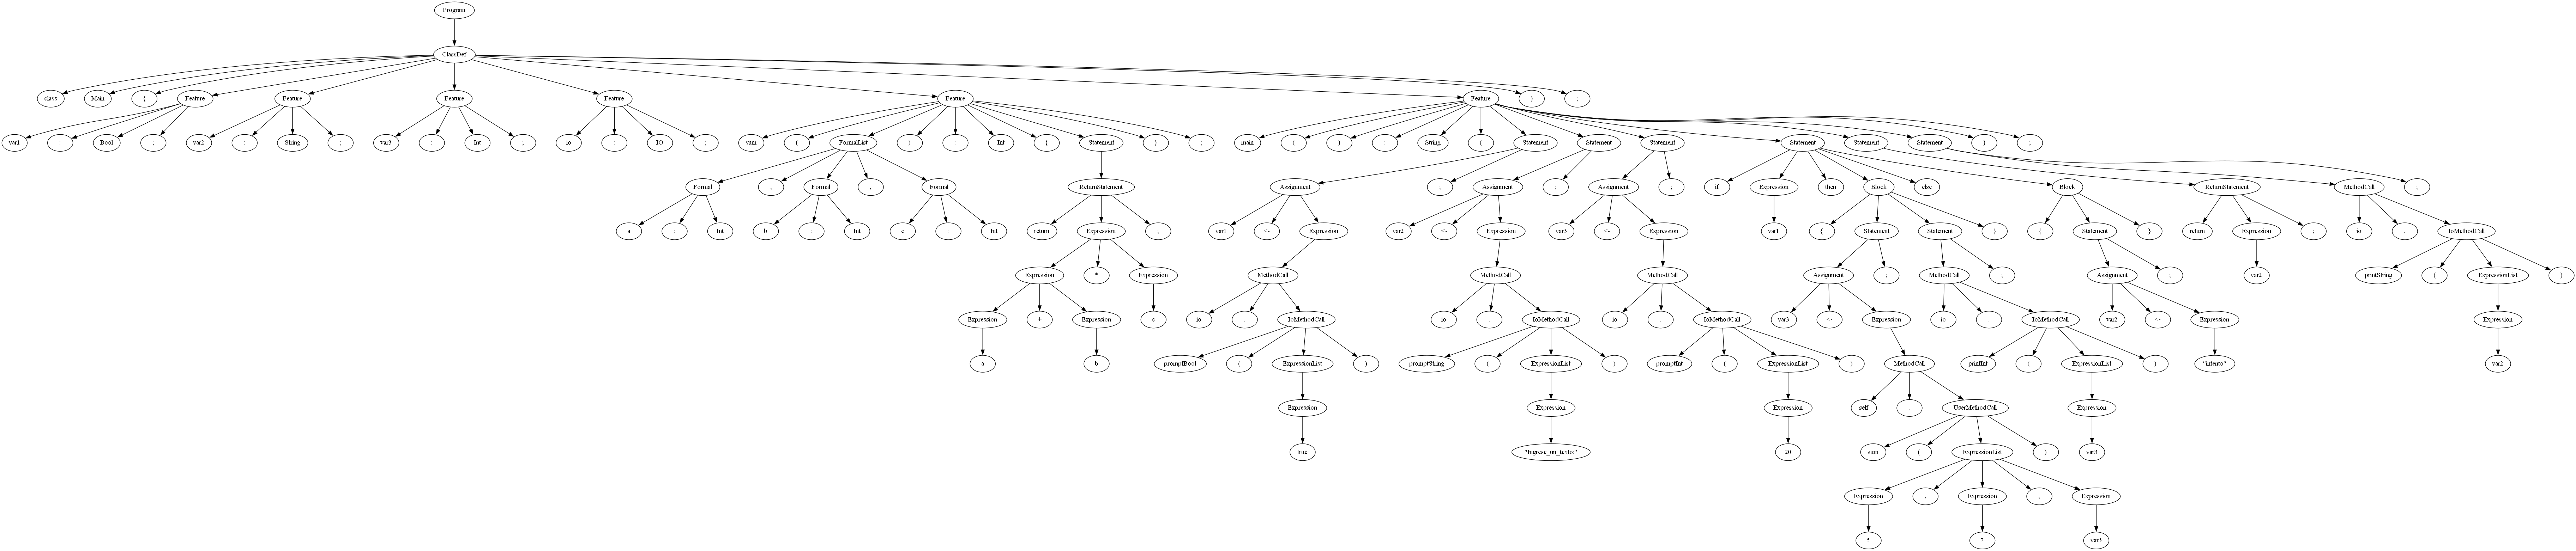 Program
ClassDef
class Main { Feature Feature Feature Feature Feature Feature } ;
var1 : Bool ; var2 : String ; var3 : Int ; io : IO ; sum ( FormalList ) : Int { Statement } ; main ( ) : String { Statement Statement Statement Statement Statement Statement } ;
Formal , Formal , Formal ReturnStatement Assignment ; Assignment ; Assignment ; if Expression then Block else Block ReturnStatement MethodCall ;
a : Int b : Int c : Int return Expression ; var1 <- Expression var2 <- Expression var3 <- Expression var1 { Statement Statement } { Statement } return Expression ; io . IoMethodCall
Expression * Expression MethodCall MethodCall MethodCall Assignment ; MethodCall ; Assignment ; var2 printString ( ExpressionList )
Expression + Expression c io . IoMethodCall io . IoMethodCall io . IoMethodCall var3 <- Expression io . IoMethodCall var2 <- Expression Expression
a b promptBool ( ExpressionList ) promptString ( ExpressionList ) promptInt ( ExpressionList ) MethodCall printInt ( ExpressionList ) "intento" var2
Expression Expression Expression self . UserMethodCall Expression
true "Ingrese_un_texto:" 20 sum ( ExpressionList ) var3
Expression , Expression , Expression
5 7 var3